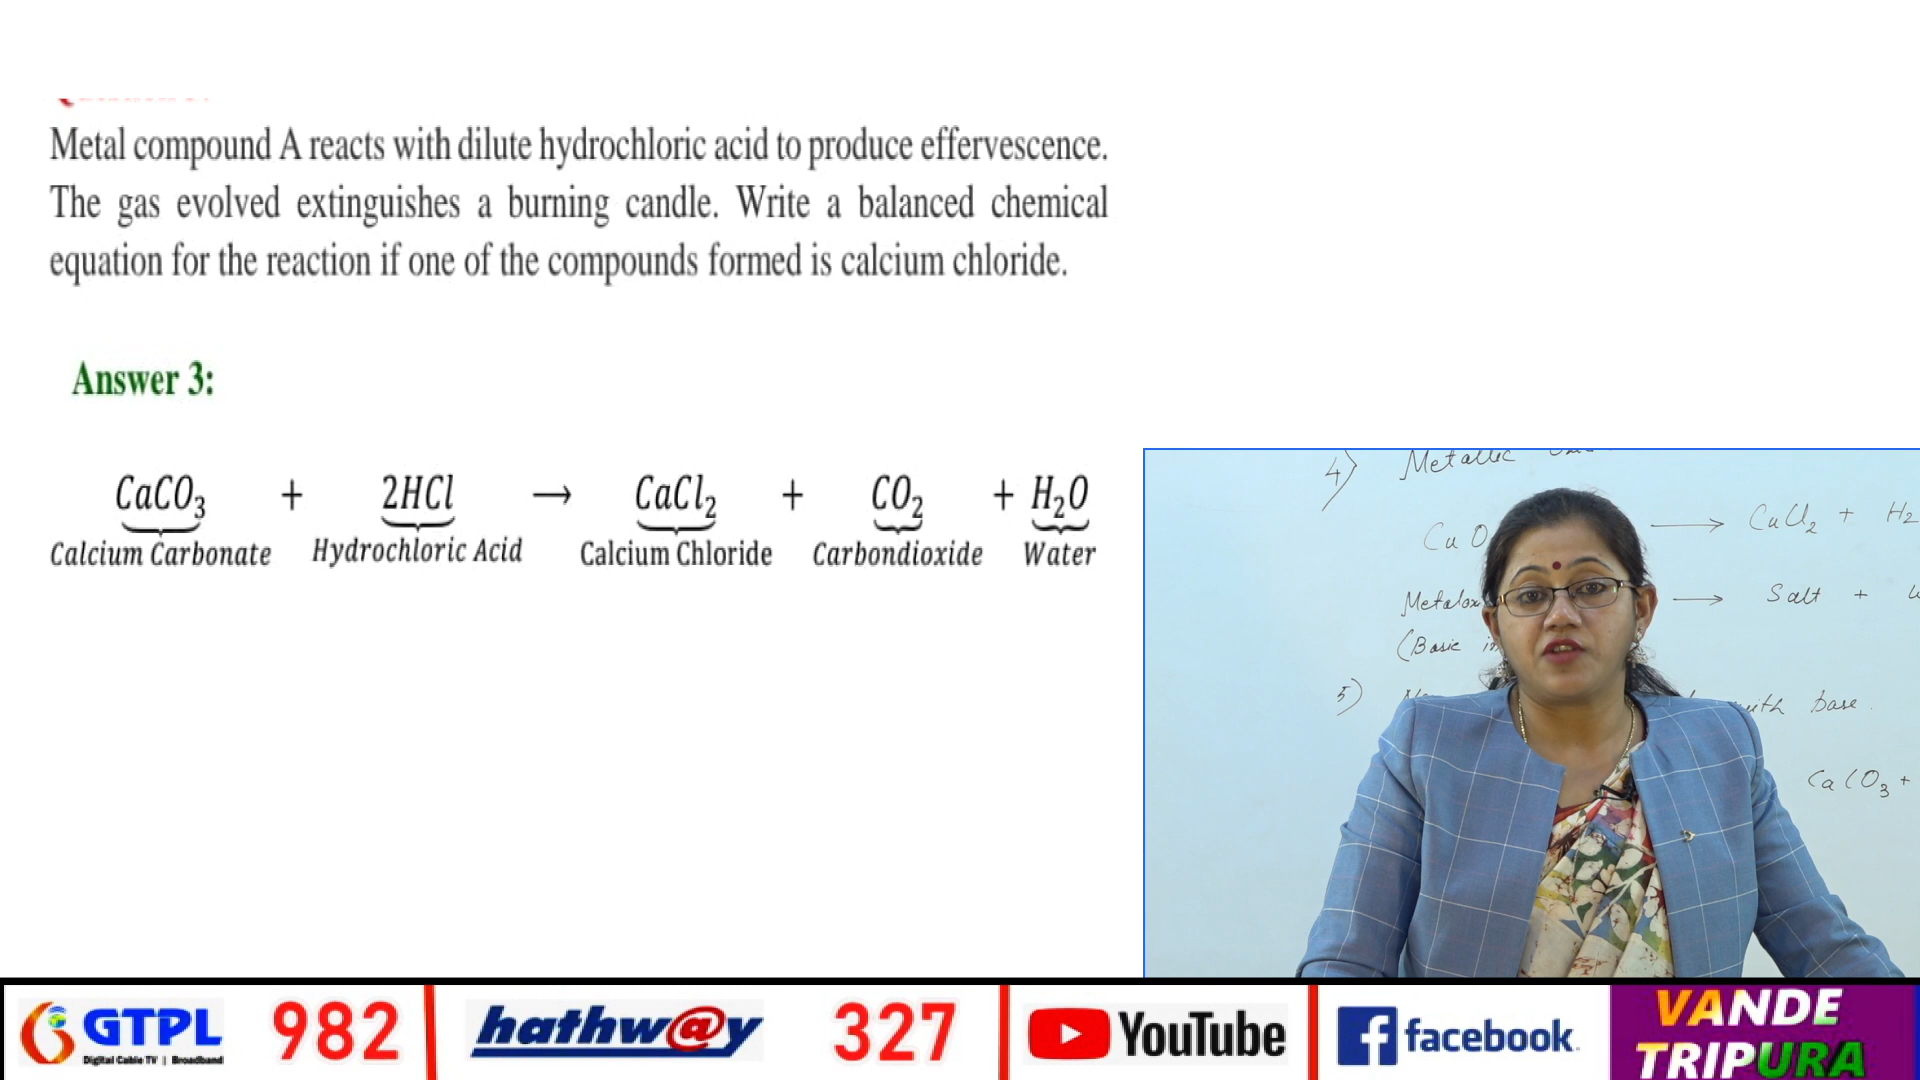 Metal compound A reacts with dilute hydrochloric acid to produce effervescence.
The gas evolved extinguishes a burning candle. Write a balanced chemical
equation for the reaction if one of the compounds formed is calcium chloride.
Answer 3:
CaCO₃ + 2HCl → CaCl₂ + CO₂ + H₂O
Calcium Carbonate Hydrochloric Acid Calcium Chloride Carbondioxide Water
4) Metallic
CuO → CuCl₂ + H₂
→ Salt +
(Basic
5) with base.
CaCO₃ +
GTPL
Digital Cable TV | Broadband
982
hathw@y
327
YouTube
facebook
VANDE
TRIPURA